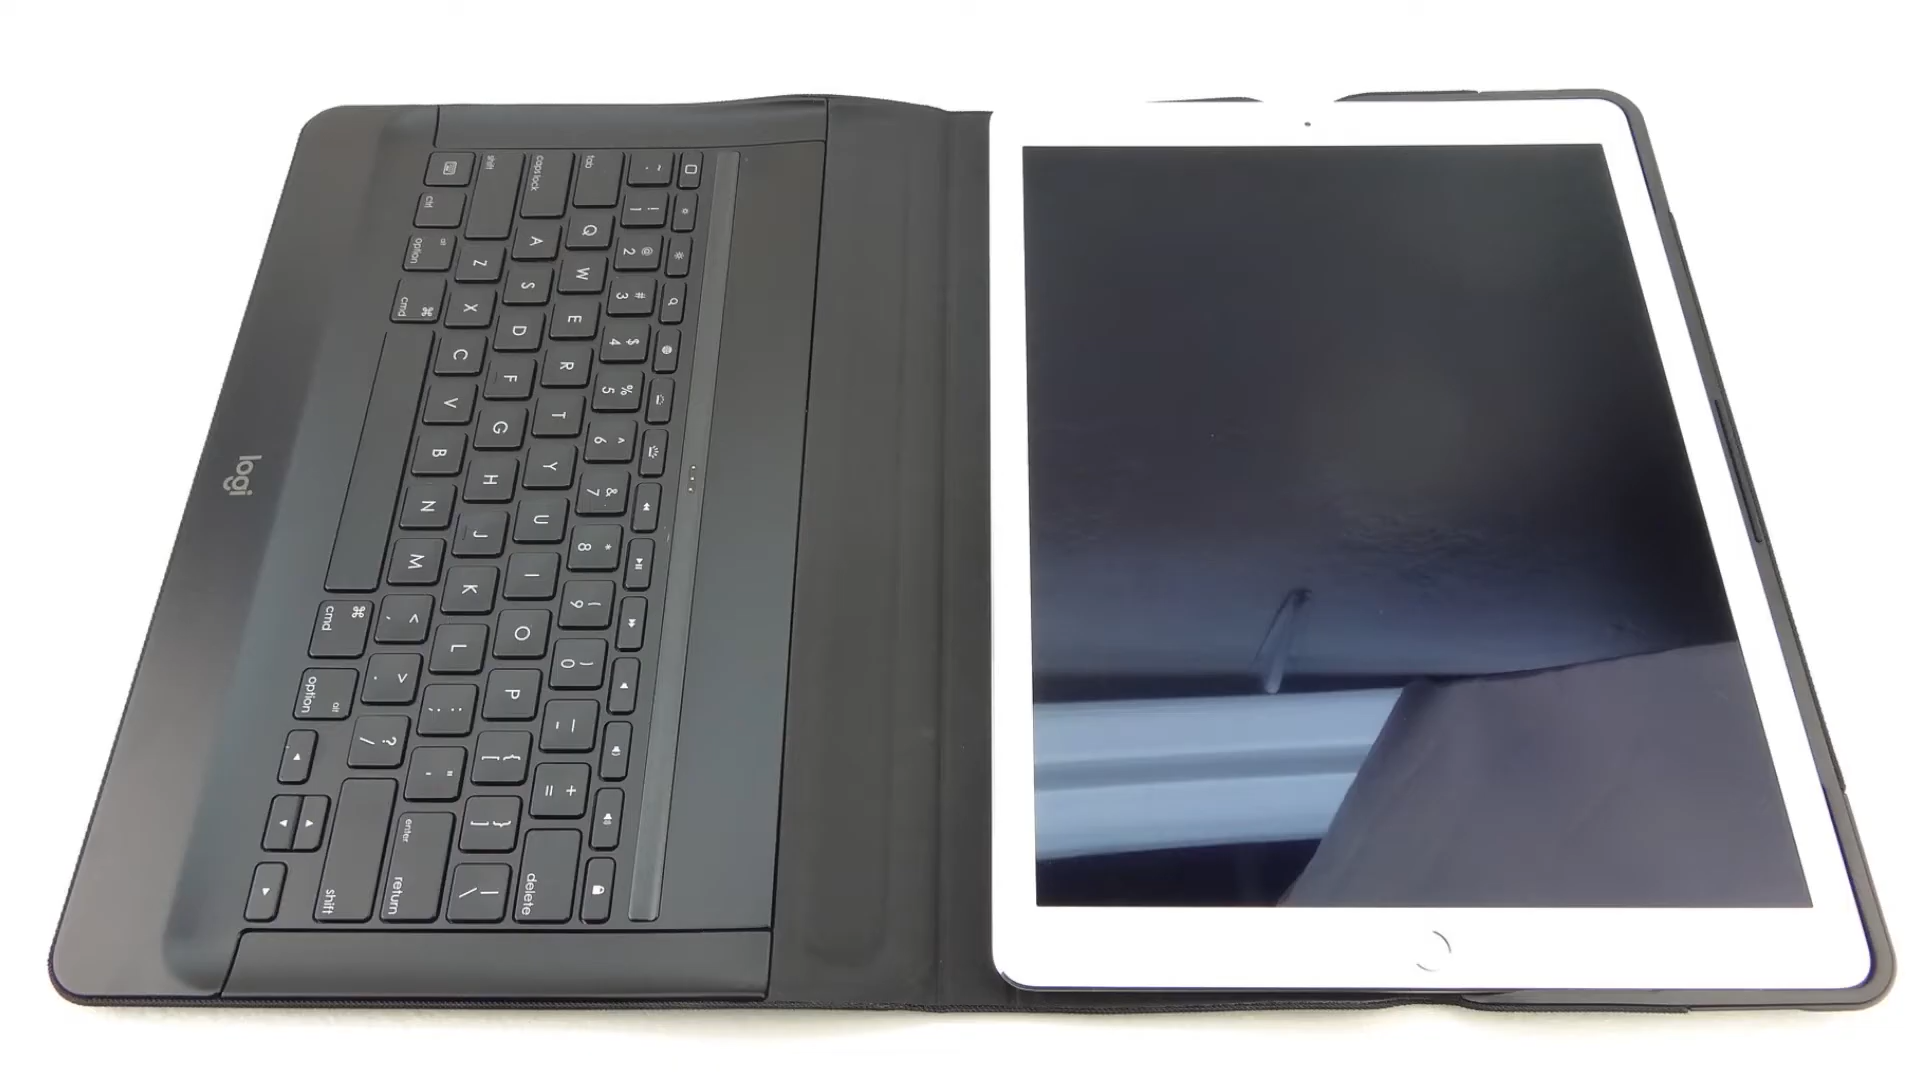 ~ `
! 1
@ 2
# 3
$ 4
% 5
^ 6
& 7
* 8
( 9
) 0
_ -
+ =
delete
tab
Q
W
E
R
T
Y
U
I
O
P
{ [
} ]
| \
caps lock
A
S
D
F
G
H
J
K
L
: ;
" '
enter
return
shift
Z
X
C
V
B
N
M
< ,
> .
? /
shift
ctrl
alt
option
⌘
cmd
⌘
cmd
alt
option
logi